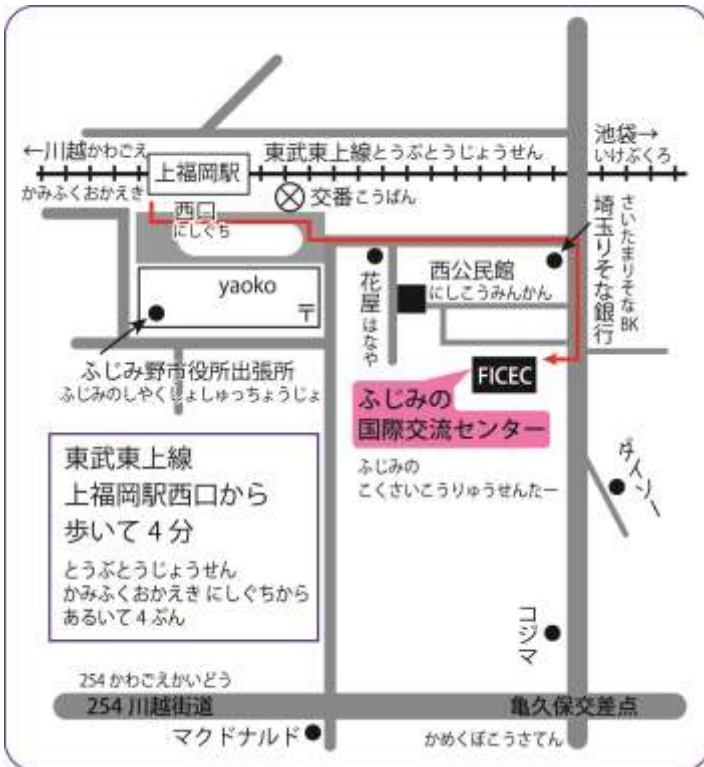 ←川越かわごえ
上福岡駅
かみふくおかえき
東武東上線とうぶとうじょうせん
池袋→
いけぶくろ
交番こうばん
西口
にしぐち
yaoko
〒
花屋はなや
西公民館
にしこうみんかん
埼玉りそな銀行
さいたまりそなBK
ふじみ野市役所出張所
ふじみのしやくしょしゅっちょうじょ
FICEC
ふじみの
国際交流センター
ふじみの
こくさいこうりゅうせんたー
東武東上線
上福岡駅西口から
歩いて4分
とうぶとうじょうせん
かみふくおかえき にしぐちから
あるいて4ぷん
ダイソー
コジマ
254かわごえかいどう
254川越街道
亀久保交差点
かめくぼこうさてん
マクドナルド